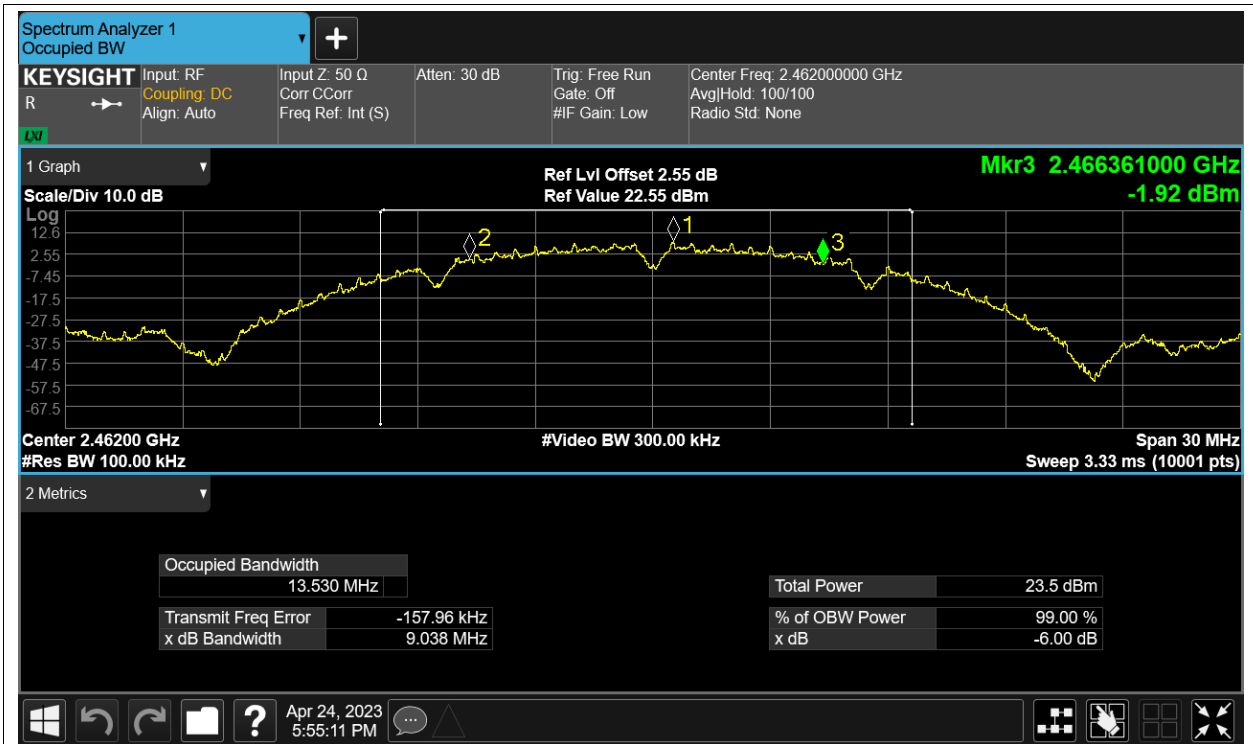 Spectrum Analyzer 1
Occupied BW
KEYSIGHT
R
LXI
Input: RF
Coupling: DC
Align: Auto
Input Z: 50 Ω
Corr CCorr
Freq Ref: Int (S)
Atten: 30 dB
Trig: Free Run
Gate: Off
#IF Gain: Low
Center Freq: 2.462000000 GHz
Avg|Hold: 100/100
Radio Std: None
1 Graph
Scale/Div 10.0 dB
Ref Lvl Offset 2.55 dB
Ref Value 22.55 dBm
Mkr3 2.466361000 GHz
-1.92 dBm
Log
12.6
2.55
-7.45
-17.5
-27.5
-37.5
-47.5
-57.5
-67.5
2
1
3
Center 2.46200 GHz
#Res BW 100.00 kHz
#Video BW 300.00 kHz
Span 30 MHz
Sweep 3.33 ms (10001 pts)
2 Metrics
Occupied Bandwidth
13.530 MHz
Transmit Freq Error -157.96 kHz
x dB Bandwidth 9.038 MHz
Total Power 23.5 dBm
% of OBW Power 99.00 %
x dB -6.00 dB
Apr 24, 2023
5:55:11 PM